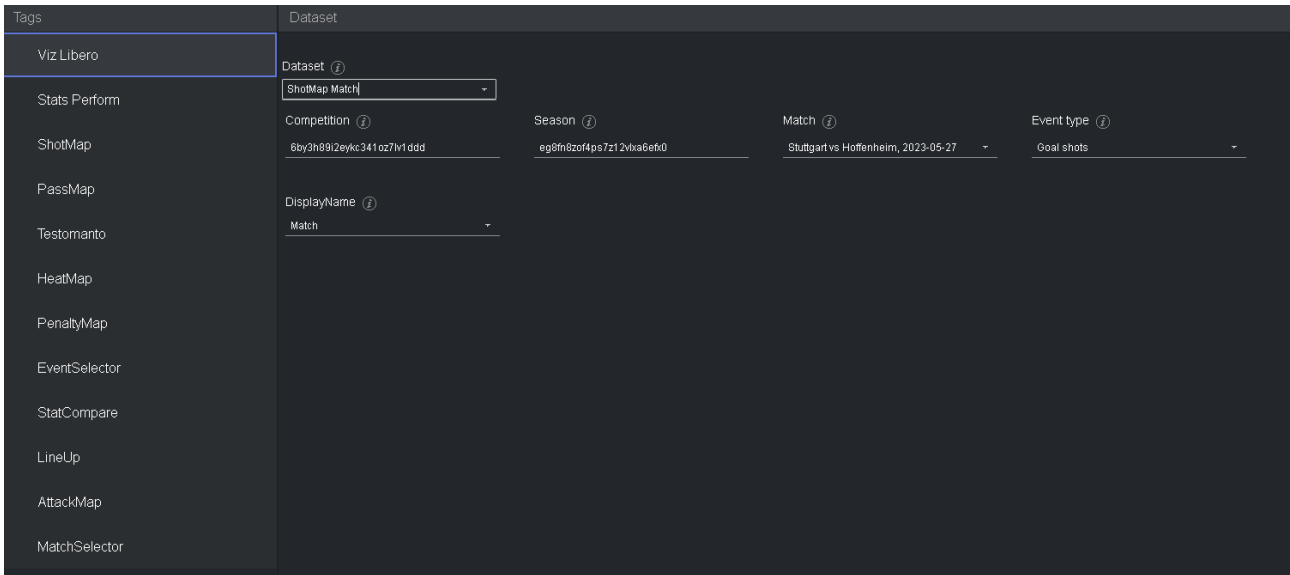 Tags
Dataset
Viz Libero
Stats Perform
ShotMap
PassMap
Testomanto
HeatMap
PenaltyMap
EventSelector
StatCompare
LineUp
AttackMap
MatchSelector
Dataset
ShotMap Match
Competition
Season
Match
Event type
6by3h89i2eykc341oz7lv1ddd
eg8fn8zof4ps7z12vlxa6efx0
Stuttgart vs Hoffenheim, 2023-05-27
Goal shots
DisplayName
Match